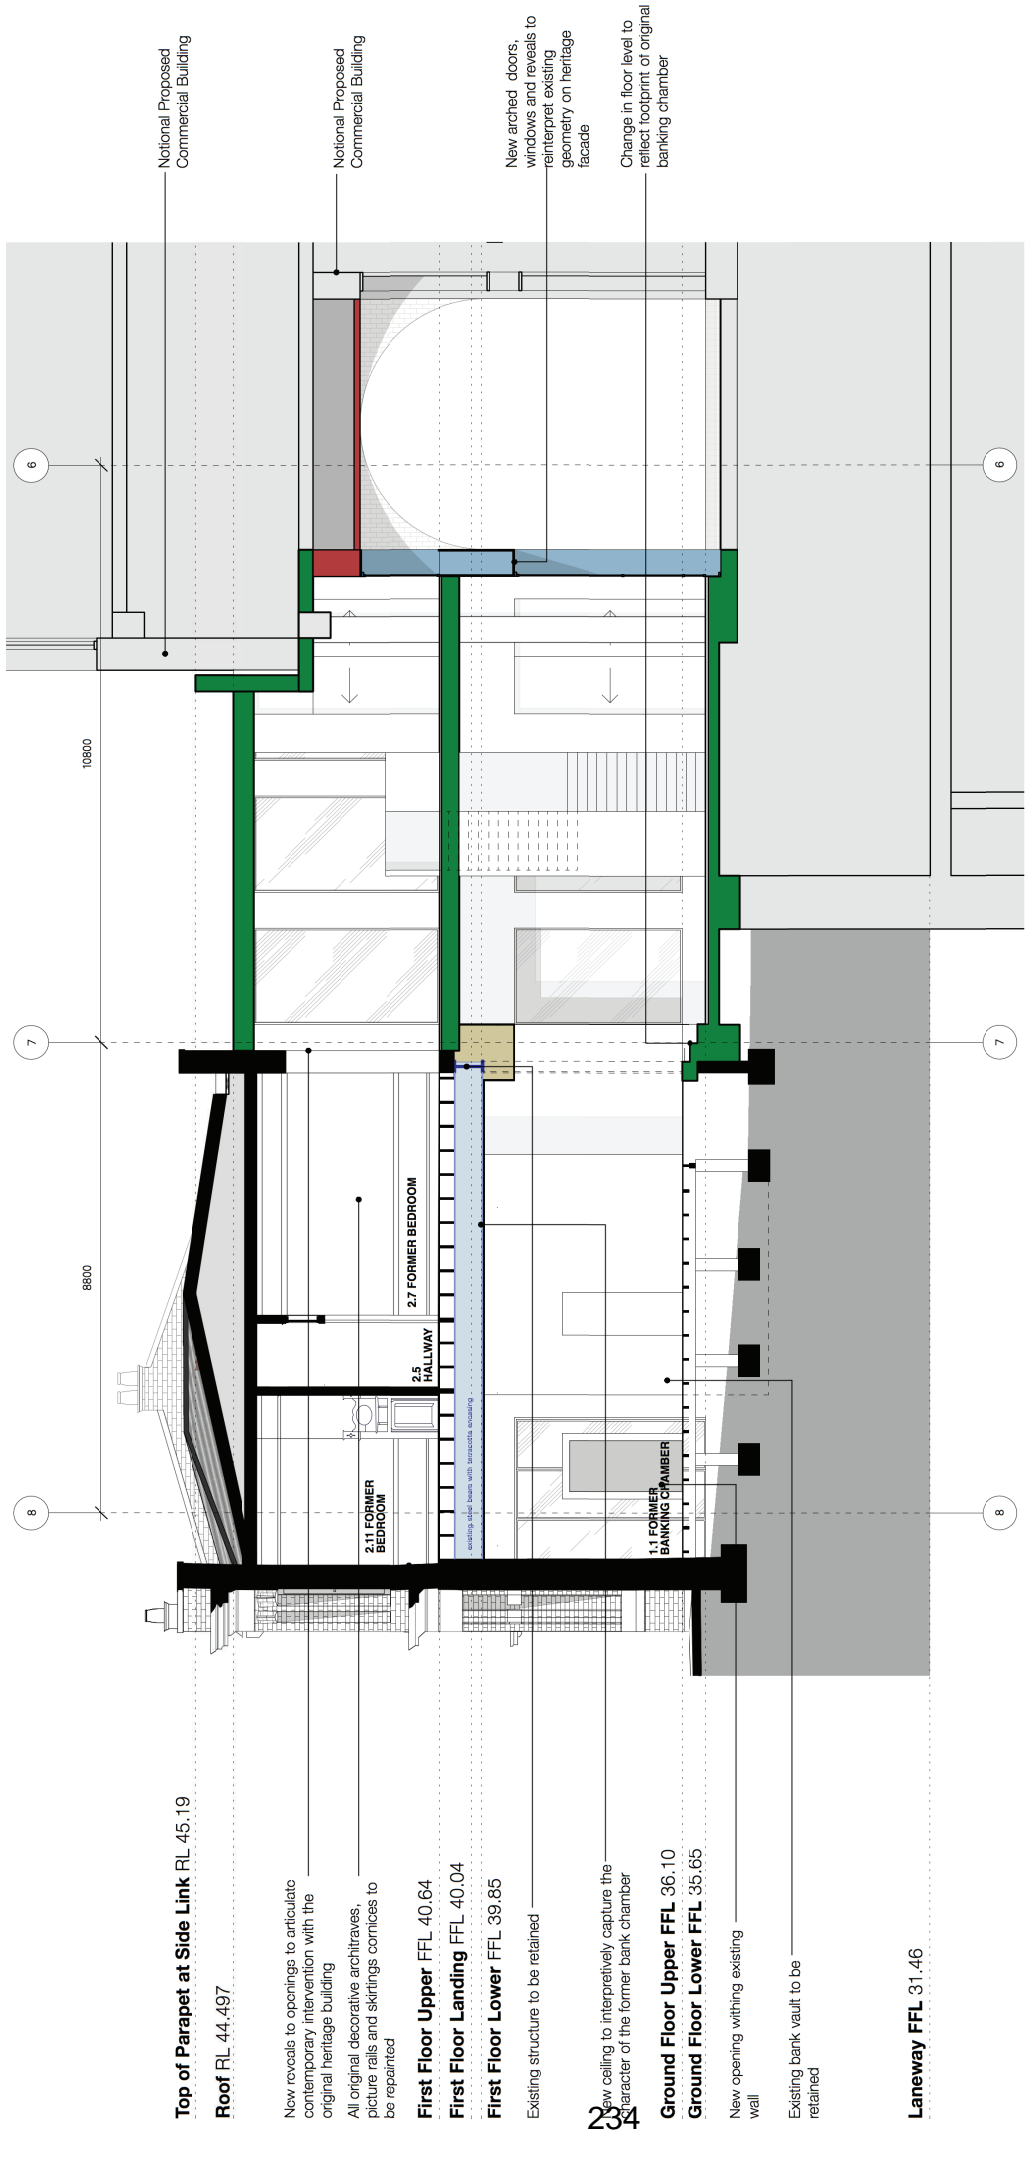 Notional Proposed
Commercial Building
Notional Proposed
Commercial Building
New arched doors,
windows and reveals to
reinterpret existing
geometry on heritage
facade
Change in floor level to
reflect footprint of original
banking chamber
6
6
10800
7
7
8800
8
8
2.7 FORMER BEDROOM
2.5
HALLWAY
2.11 FORMER
BEDROOM
existing steel beam with terracotta encasing
1.1 FORMER
BANKING CHAMBER
Top of Parapet at Side Link RL 45.19
Roof RL 44.497
New reveals to openings to articulate
contemporary intervention with the
original heritage building
All original decorative architraves,
picture rails and skirtings cornices to
be repainted
First Floor Upper FFL 40.64
First Floor Landing FFL 40.04
First Floor Lower FFL 39.85
Existing structure to be retained
New ceiling to interpretively capture the
character of the former bank chamber
Ground Floor Upper FFL 36.10
Ground Floor Lower FFL 35.65
New opening withing existing
wall
Existing bank vault to be
retained
Laneway FFL 31.46
234